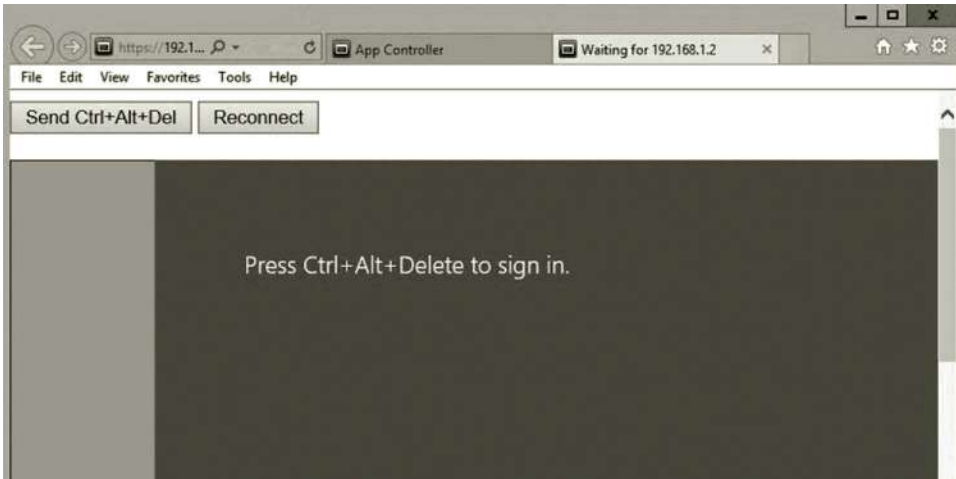 https://192.1...
App Controller
Waiting for 192.168.1.2
File Edit View Favorites Tools Help
Send Ctrl+Alt+Del Reconnect
Press Ctrl+Alt+Delete to sign in.